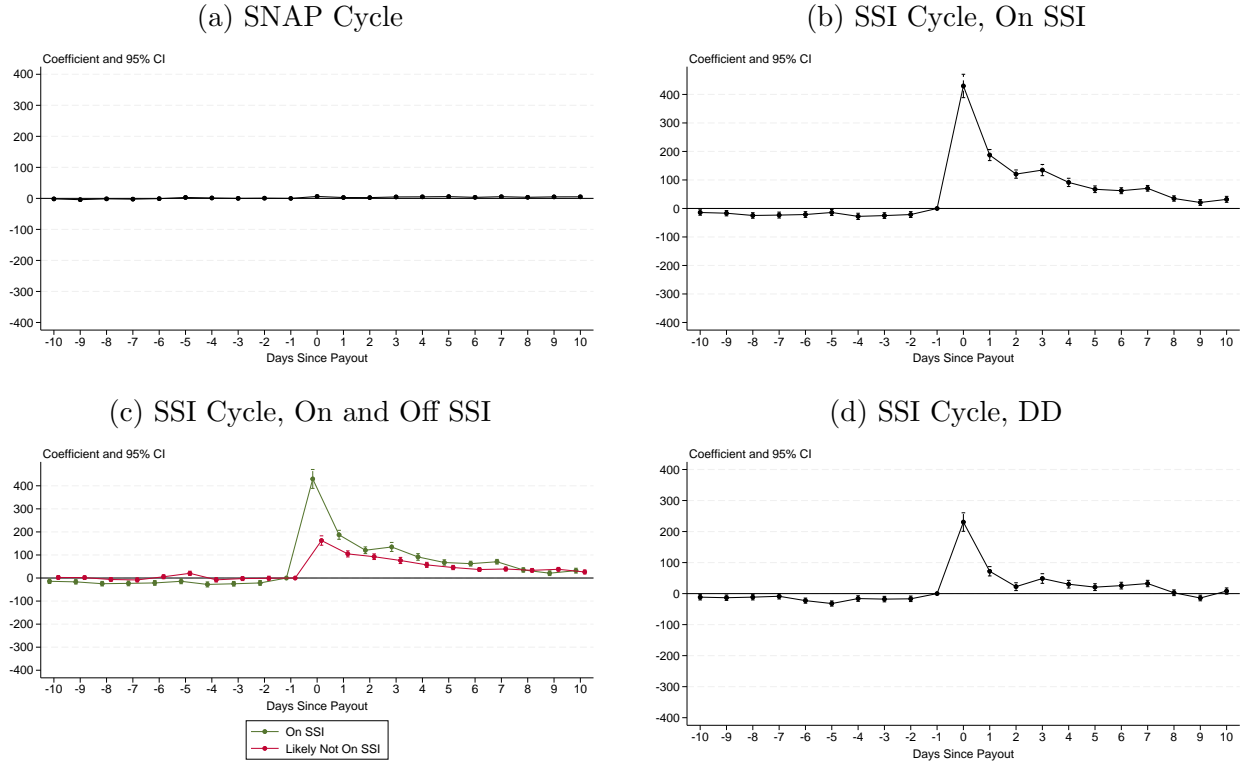 (a) SNAP Cycle
Coefficient and 95% CI
400
300
200
100
0
-100
-200
-300
-400
-10 -9 -8 -7 -6 -5 -4 -3 -2 -1 0 1 2 3 4 5 6 7 8 9 10
Days Since Payout
(b) SSI Cycle, On SSI
Coefficient and 95% CI
400
300
200
100
0
-100
-200
-300
-400
-10 -9 -8 -7 -6 -5 -4 -3 -2 -1 0 1 2 3 4 5 6 7 8 9 10
Days Since Payout
(c) SSI Cycle, On and Off SSI
Coefficient and 95% CI
400
300
200
100
0
-100
-200
-300
-400
-10 -9 -8 -7 -6 -5 -4 -3 -2 -1 0 1 2 3 4 5 6 7 8 9 10
Days Since Payout
On SSI
Likely Not On SSI
(d) SSI Cycle, DD
Coefficient and 95% CI
400
300
200
100
0
-100
-200
-300
-400
-10 -9 -8 -7 -6 -5 -4 -3 -2 -1 0 1 2 3 4 5 6 7 8 9 10
Days Since Payout